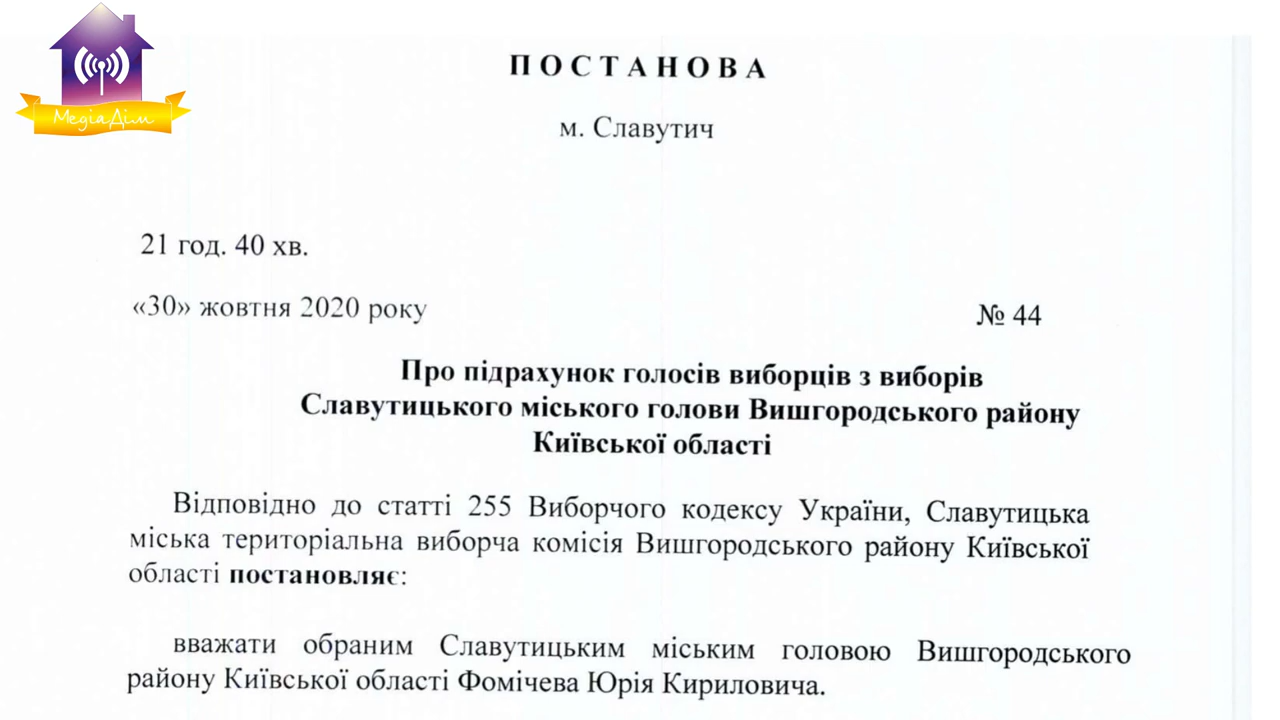 МедіаДім
П О С Т А Н О В А
м. Славутич
21 год. 40 хв.
«30» жовтня 2020 року
№ 44
Про підрахунок голосів виборців з виборів
Славутицького міського голови Вишгородського району
Київської області
Відповідно до статті 255 Виборчого кодексу України, Славутицька
міська територіальна виборча комісія Вишгородського району Київської
області постановляє:
вважати обраним Славутицьким міським головою Вишгородського
району Київської області Фомічева Юрія Кириловича.